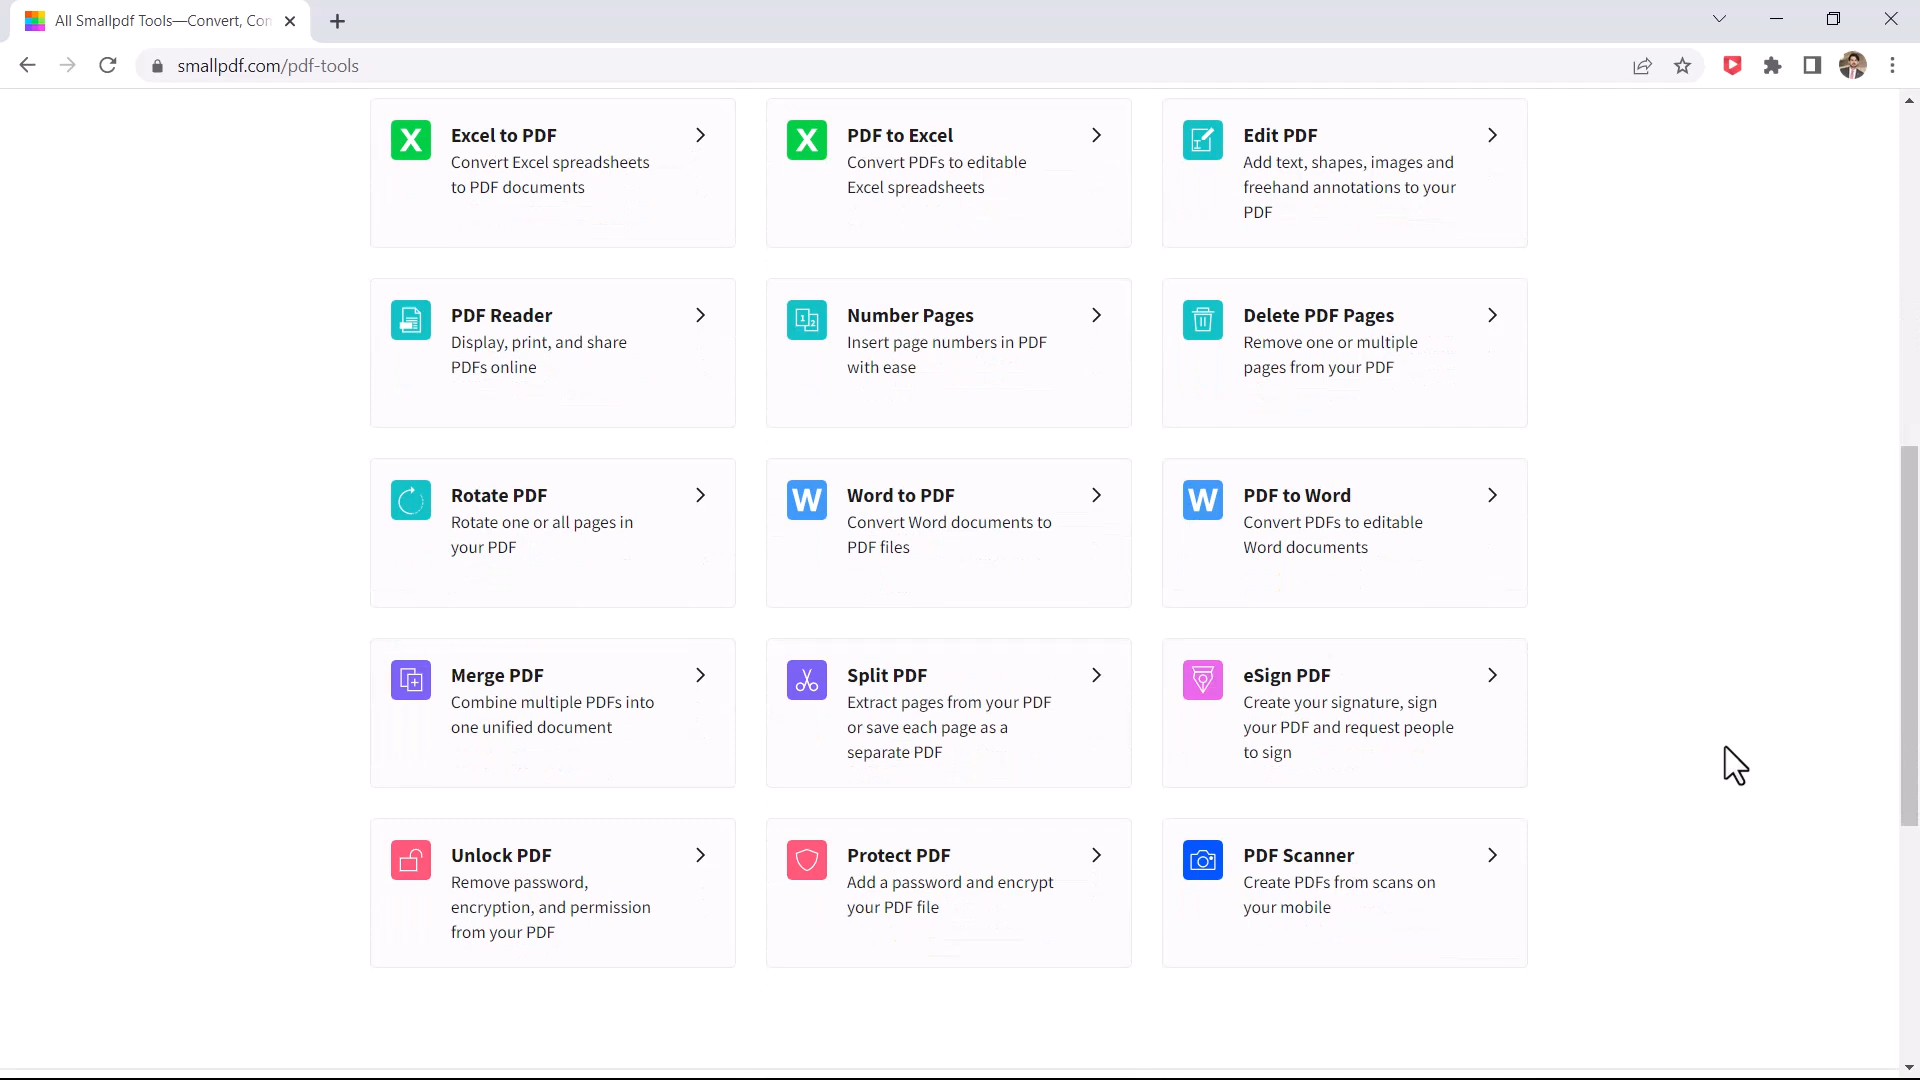 All Smallpdf Tools—Convert, Con
smallpdf.com/pdf-tools
Excel to PDF
Convert Excel spreadsheets
to PDF documents
PDF to Excel
Convert PDFs to editable
Excel spreadsheets
Edit PDF
Add text, shapes, images and
freehand annotations to your
PDF
PDF Reader
Display, print, and share
PDFs online
Number Pages
Insert page numbers in PDF
with ease
Delete PDF Pages
Remove one or multiple
pages from your PDF
Rotate PDF
Rotate one or all pages in
your PDF
Word to PDF
Convert Word documents to
PDF files
PDF to Word
Convert PDFs to editable
Word documents
Merge PDF
Combine multiple PDFs into
one unified document
Split PDF
Extract pages from your PDF
or save each page as a
separate PDF
eSign PDF
Create your signature, sign
your PDF and request people
to sign
Unlock PDF
Remove password,
encryption, and permission
from your PDF
Protect PDF
Add a password and encrypt
your PDF file
PDF Scanner
Create PDFs from scans on
your mobile